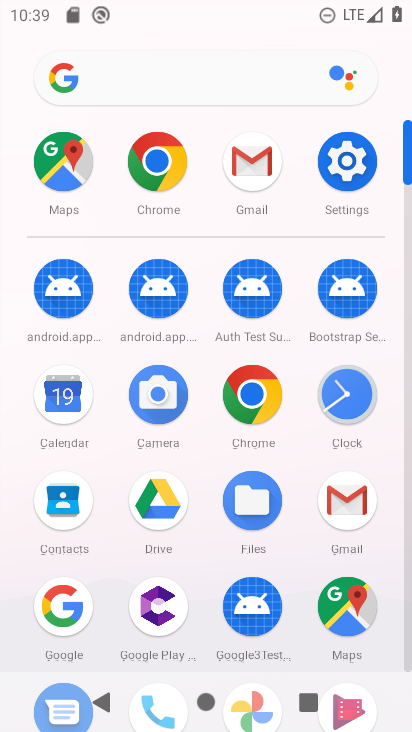 10:39 LTE
Maps Chrome Gmail Settings
android.app... android.app.... Auth Test Su... Bootstrap Se...
19
Calendar Camera Chrome Clock
Contacts Drive Files Gmail
Google Google Play ... Google3Test... Maps